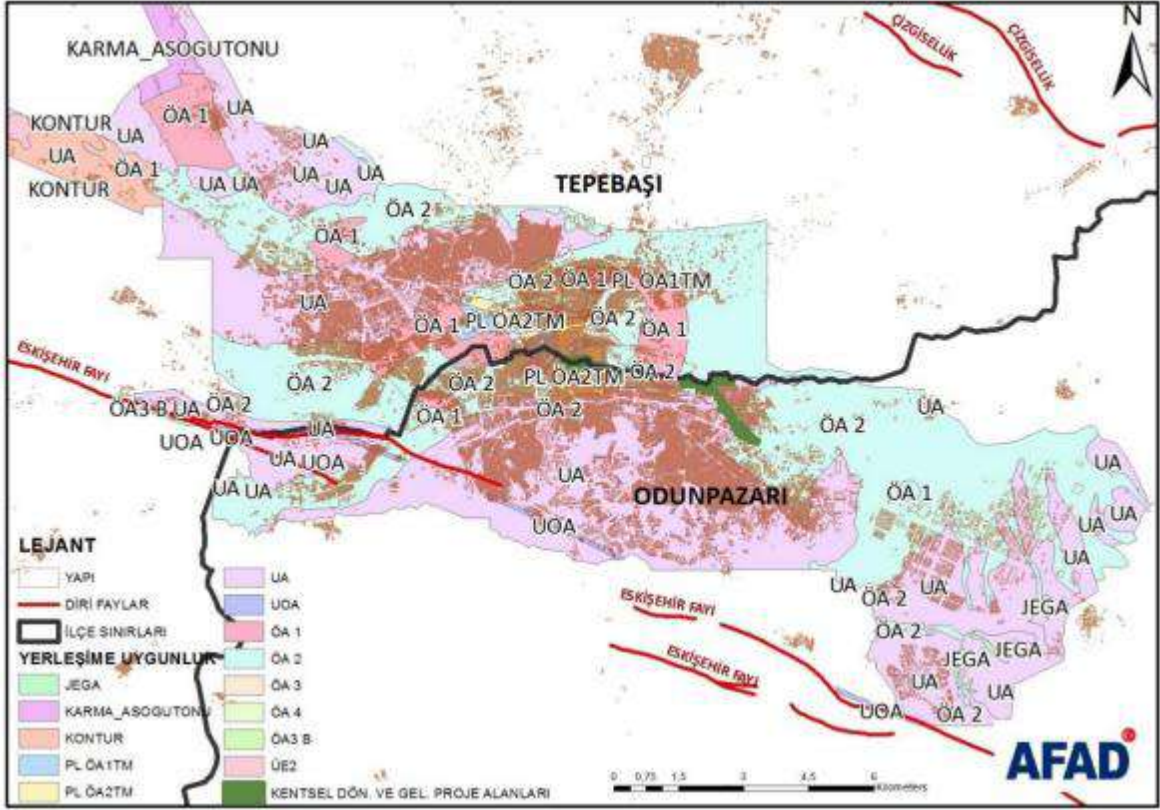 N
ÇİZGİSELLİK
ÇİZGİSELLİK
KARMA_ASOGUTONU
ÖA 1
UA
KONTUR
UA
UA
UA
UA
ÖA 1
UA
UA
KONTUR
UA UA
UA
TEPEBAŞI
ÖA 2
ÖA 1
ÖA 2
ÖA 1
PL ÖA1TM
UA
ÖA 1
PL ÖA2TM
ÖA 2
ÖA 1
ESKİŞEHİR FAYI
ÖA 2
ÖA 2
PL ÖA2TM
ÖA 2
ÖA3 B
UA
ÖA 2
ÖA 1
ÖA 2
UA
UA
ÖA 2
UOA
UOA
UA
UOA
UA
UA
UA UA
ODUNPAZARI
ÖA 1
UA
UA
UOA
UA
UA
UA
ÖA 2
JEGA
ESKİŞEHİR FAYI
ÖA 2
JEGA
JEGA
ESKİŞEHİR FAYI
UA
UA
UOA
ÖA 2
LEJANT
YAPI
DİRİ FAYLAR
İLÇE SINIRLARI
YERLEŞİME UYGUNLUK
JEGA
KARMA_ASOGUTONU
KONTUR
PL ÖA1TM
PL ÖA2TM
UA
UOA
ÖA 1
ÖA 2
ÖA 3
ÖA 4
ÖA3 B
ÜE2
KENTSEL DÖN. VE GEL. PROJE ALANLARI
0 0,75 1,5 3 4,5 6
Kilometers
AFAD